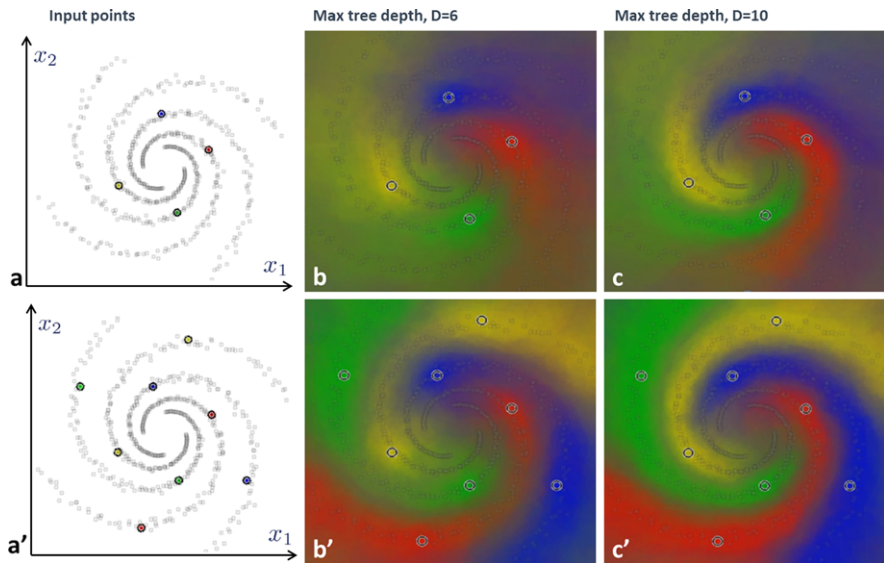 Input points
Max tree depth, D=6
Max tree depth, D=10
x2
x1
a
b
c
x2
x1
a’
b’
c’